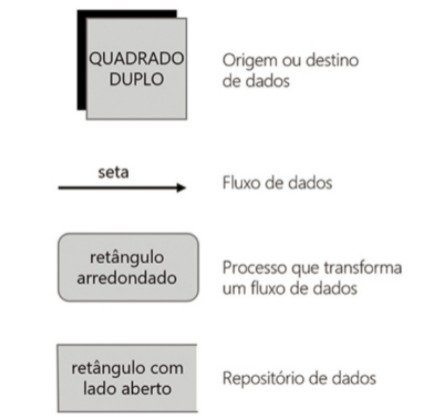 QUADRADO
DUPLO
Origem ou destino
de dados
seta
Fluxo de dados
retângulo
arredondado
Processo que transforma
um fluxo de dados
retângulo com
lado aberto
Repositório de dados